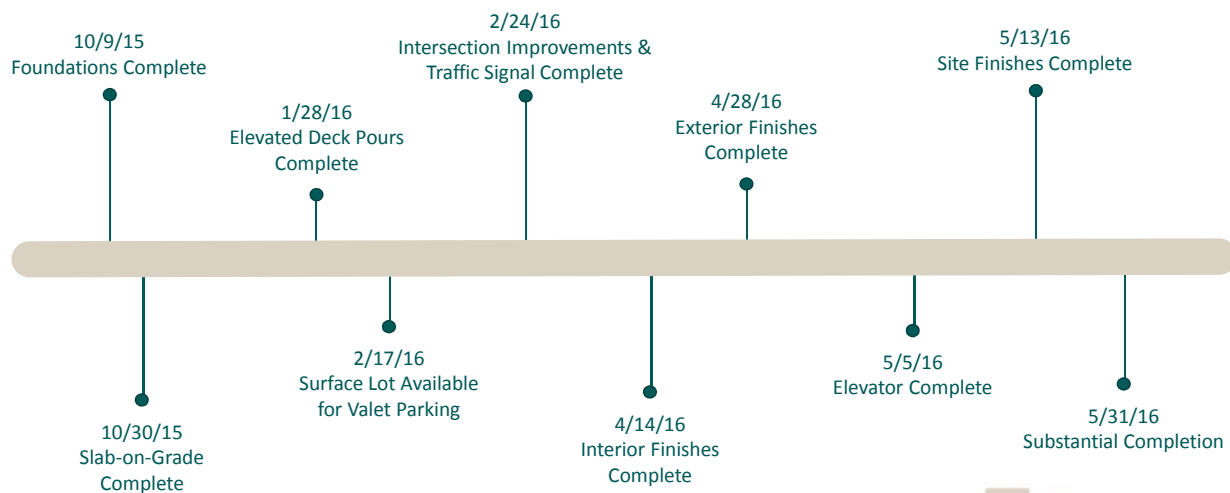 10/9/15
Foundations Complete
1/28/16
Elevated Deck Pours
Complete
2/24/16
Intersection Improvements &
Traffic Signal Complete
4/28/16
Exterior Finishes
Complete
5/13/16
Site Finishes Complete
10/30/15
Slab-on-Grade
Complete
2/17/16
Surface Lot Available
for Valet Parking
4/14/16
Interior Finishes
Complete
5/5/16
Elevator Complete
5/31/16
Substantial Completion